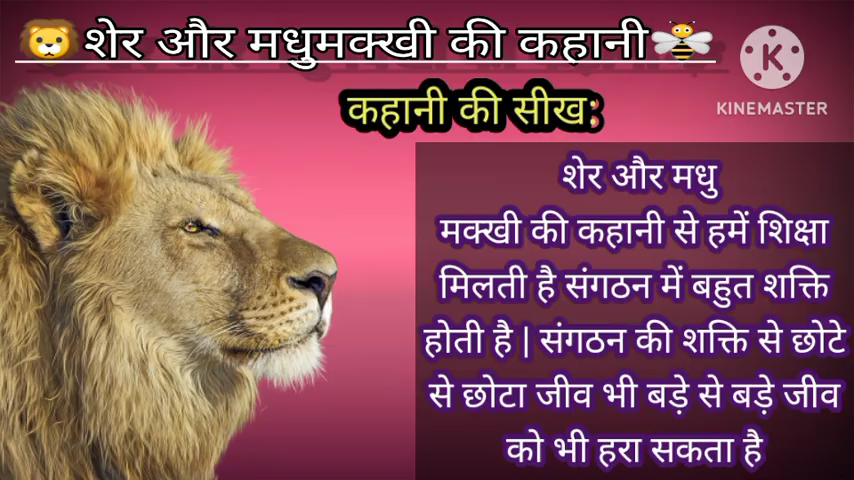 🦁शेर और मधुमक्खी की कहानी🐝
KINEMASTER
कहानी की सीख:
शेर और मधु
मक्खी की कहानी से हमें शिक्षा
मिलती है संगठन में बहुत शक्ति
होती है | संगठन की शक्ति से छोटे
से छोटा जीव भी बड़े से बड़े जीव
को भी हरा सकता है